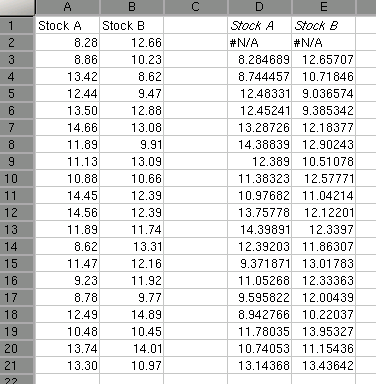 A B C D E
1 Stock A Stock B Stock A Stock B
2 8.28 12.66 #N/A #N/A
3 8.86 10.23 8.284689 12.65707
4 13.42 8.62 8.744457 10.71846
5 12.44 9.47 12.48331 9.036574
6 13.50 12.88 12.45241 9.385342
7 14.66 13.08 13.28726 12.18377
8 11.89 9.91 14.38839 12.90243
9 11.13 13.09 12.389 10.51078
10 10.88 10.66 11.38323 12.57771
11 14.45 12.39 10.97682 11.04214
12 14.56 12.39 13.75778 12.12201
13 11.89 11.74 14.39891 12.3397
14 8.62 13.31 12.39203 11.86307
15 11.47 12.16 9.371871 13.01783
16 9.23 11.92 11.05268 12.33363
17 8.78 9.77 9.595822 12.00439
18 12.49 14.89 8.942766 10.22037
19 10.48 10.45 11.78035 13.95327
20 13.74 14.01 10.74053 11.15436
21 13.30 10.97 13.14368 13.43642
22